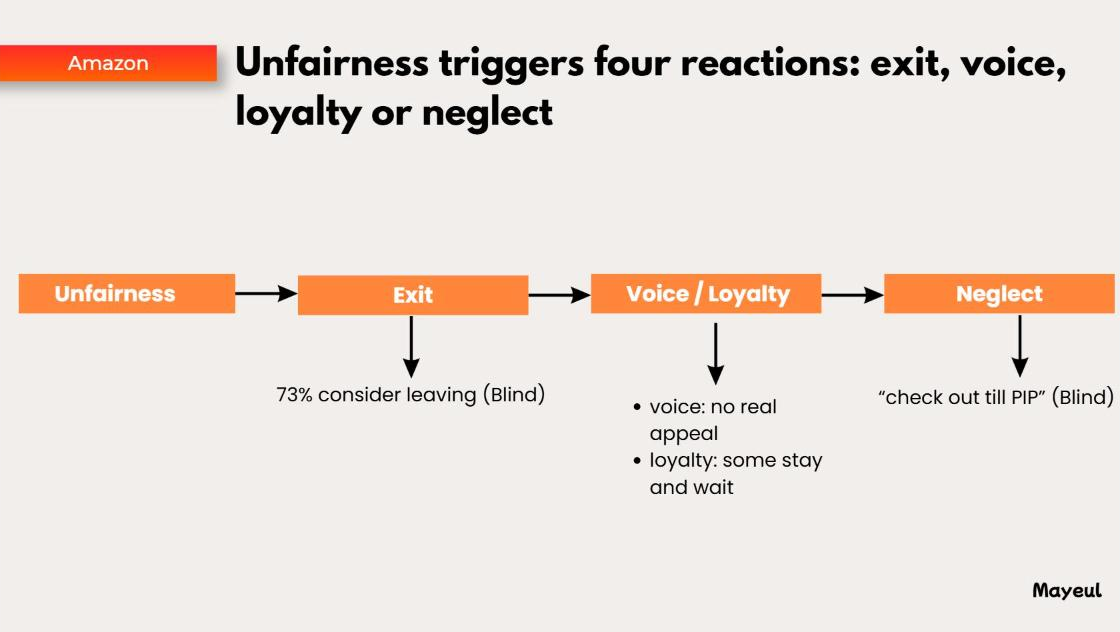 Amazon
Unfairness triggers four reactions: exit, voice,
loyalty or neglect
Unfairness
Exit
Voice / Loyalty
Neglect
73% consider leaving (Blind)
• voice: no real
appeal
• loyalty: some stay
and wait
“check out till PIP” (Blind)
Mayeul